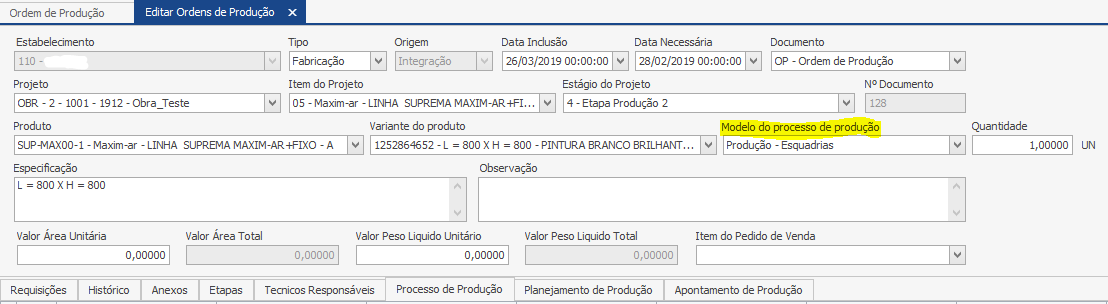 Ordem de Produção Editar Ordens de Produção ×
Estabelecimento Tipo Origem Data Inclusão Data Necessária Documento
110 - Fabricação Integração 26/03/2019 00:00:00 28/02/2019 00:00:00 OP - Ordem de Produção
Projeto Item do Projeto Estágio do Projeto Nº Documento
OBR - 2 - 1001 - 1912 - Obra_Teste 05 - Maxim-ar - LINHA SUPREMA MAXIM-AR+FI... 4 - Etapa Produção 2 128
Produto Variante do produto Modelo do processo de produção Quantidade
SUP-MAX00-1 - Maxim-ar - LINHA SUPREMA MAXIM-AR+FIXO - A 1252864652 - L = 800 X H = 800 - PINTURA BRANCO BRILHANT... Produção - Esquadrias 1,00000 UN
Especificação Observação
L = 800 X H = 800
Valor Área Unitária Valor Área Total Valor Peso Liquido Unitário Valor Peso Liquido Total Item do Pedido de Venda
0,00000 0,00000 0,00000 0,00000
Requisições Histórico Anexos Etapas Tecnicos Responsáveis Processo de Produção Planejamento de Produção Apontamento de Produção